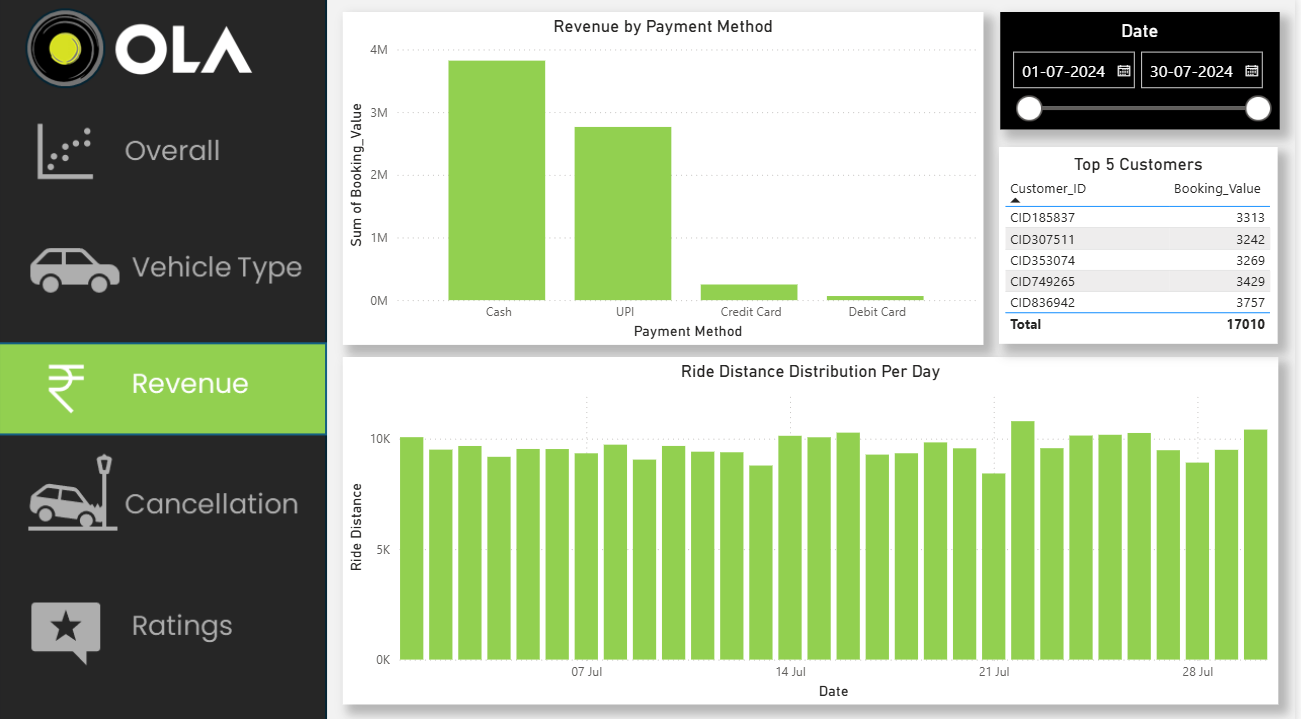 OLA
Overall
Vehicle Type
Revenue
Cancellation
Ratings
Revenue by Payment Method
Sum of Booking_Value
4M
3M
2M
1M
0M
Cash UPI Credit Card Debit Card
Payment Method
Date
01-07-2024 30-07-2024
Top 5 Customers
Customer_ID Booking_Value
CID185837 3313
CID307511 3242
CID353074 3269
CID749265 3429
CID836942 3757
Total 17010
Ride Distance Distribution Per Day
Ride Distance
10K
5K
0K
07 Jul 14 Jul 21 Jul 28 Jul
Date